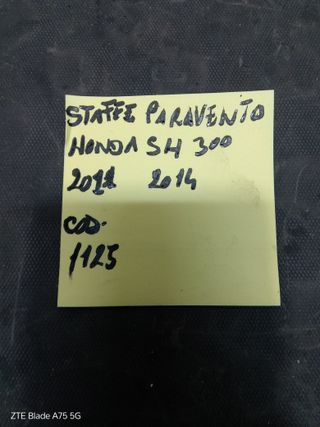 STAFFE PARAVENTO
HONDA SH 300
2011 2014
COD.
1125
ZTE Blade A75 5G